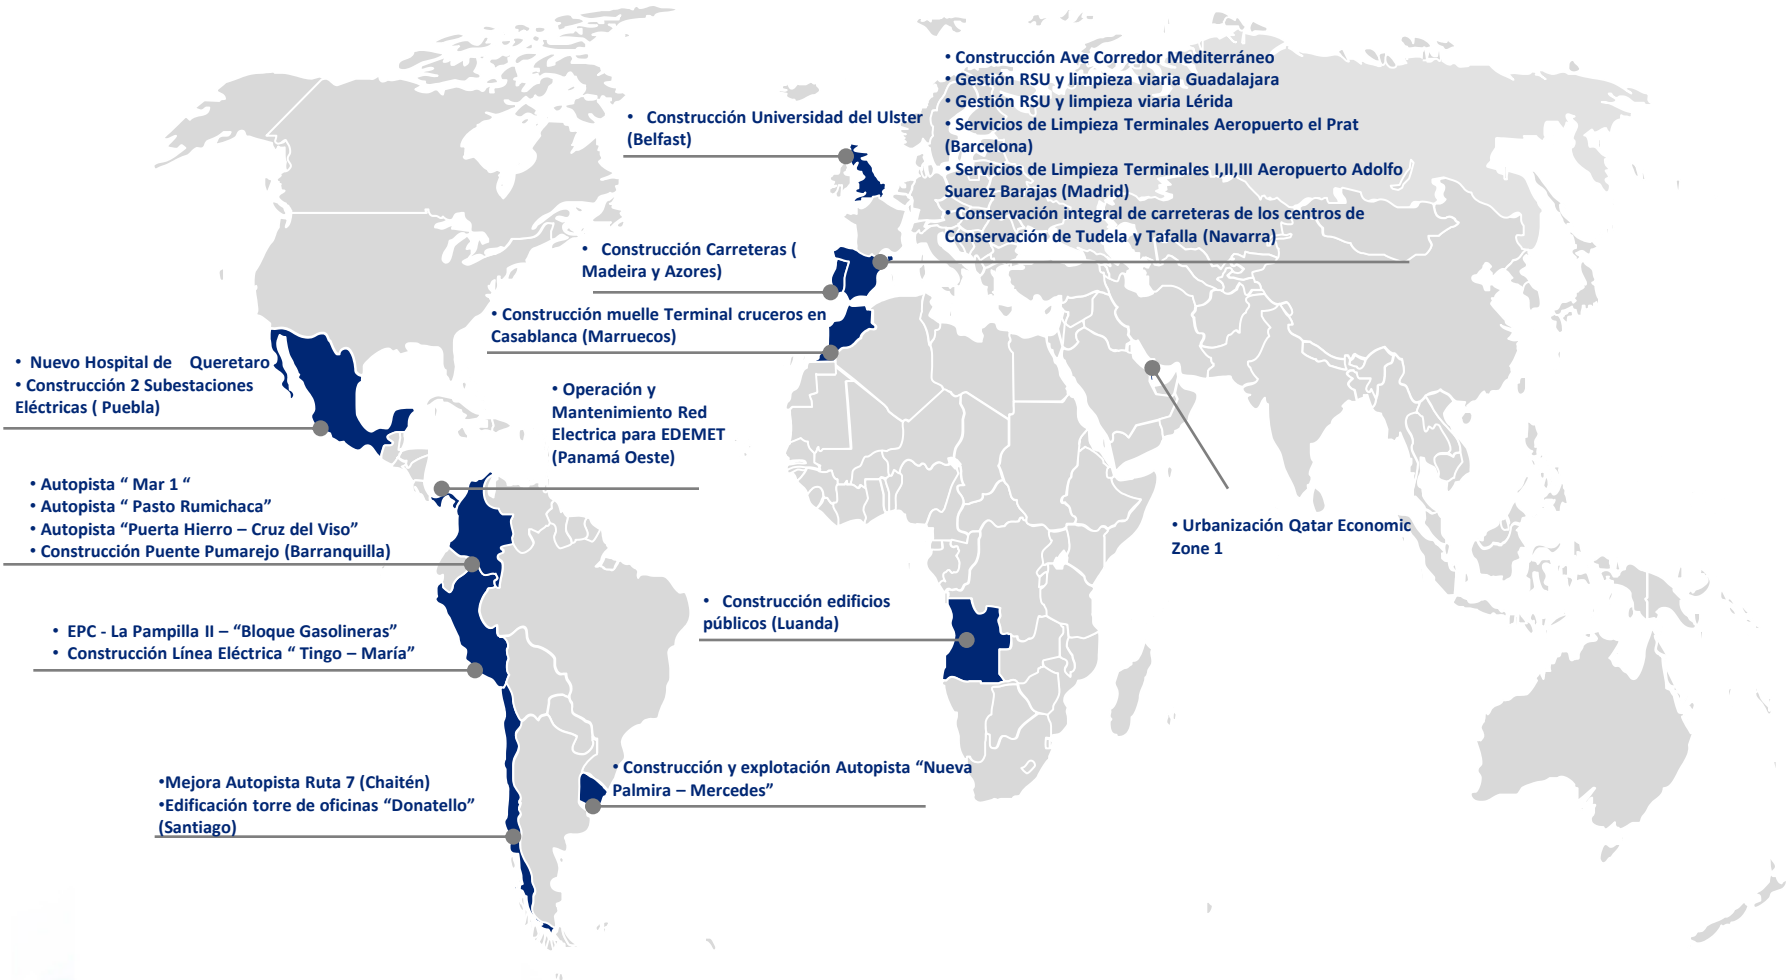 • Construcción Ave Corredor Mediterráneo
• Gestión RSU y limpieza viaria Guadalajara
• Gestión RSU y limpieza viaria Lérida
• Servicios de Limpieza Terminales Aeropuerto el Prat
(Barcelona)
• Servicios de Limpieza Terminales I,II,III Aeropuerto Adolfo
Suarez Barajas (Madrid)
• Conservación integral de carreteras de los centros de
Conservación de Tudela y Tafalla (Navarra)
• Construcción Universidad del Ulster
(Belfast)
• Construcción Carreteras (
Madeira y Azores)
• Construcción muelle Terminal cruceros en
Casablanca (Marruecos)
• Nuevo Hospital de Queretaro
• Construcción 2 Subestaciones
Eléctricas ( Puebla)
• Operación y
Mantenimiento Red
Electrica para EDEMET
(Panamá Oeste)
• Autopista “ Mar 1 “
• Autopista “ Pasto Rumichaca”
• Autopista “Puerta Hierro – Cruz del Viso”
• Construcción Puente Pumarejo (Barranquilla)
• Urbanización Qatar Economic
Zone 1
• Construcción edificios
públicos (Luanda)
• EPC - La Pampilla II – “Bloque Gasolineras”
• Construcción Línea Eléctrica “ Tingo – María”
• Construcción y explotación Autopista “Nueva
Palmira – Mercedes”
•Mejora Autopista Ruta 7 (Chaitén)
•Edificación torre de oficinas “Donatello”
(Santiago)